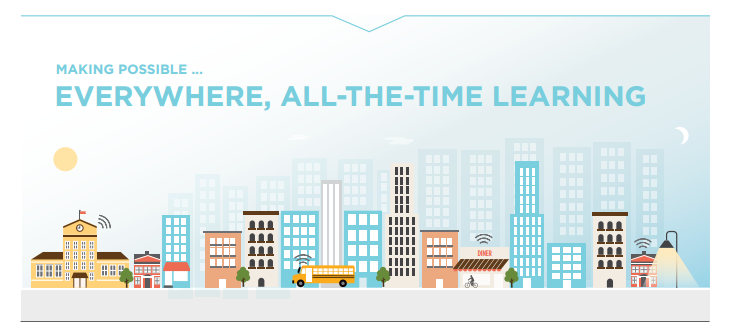 MAKING POSSIBLE ...
EVERYWHERE, ALL-THE-TIME LEARNING
DINER